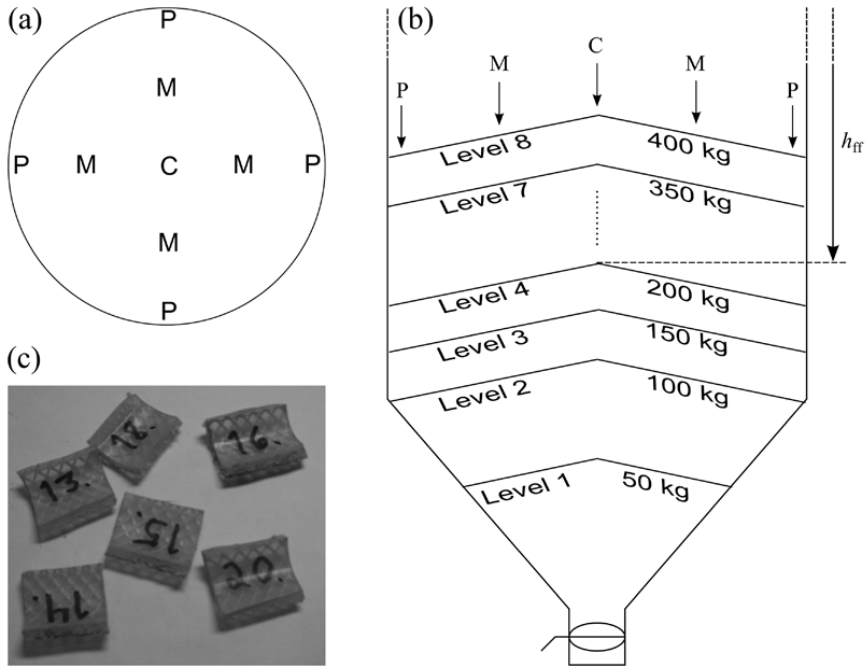 (a)
P
M
P M C M P
M
P
(b)
C
M M
P P
h_ff
Level 8 400 kg
Level 7 350 kg
Level 4 200 kg
Level 3 150 kg
Level 2 100 kg
Level 1 50 kg
(c)
18.
16.
13.
15.
20.
14.